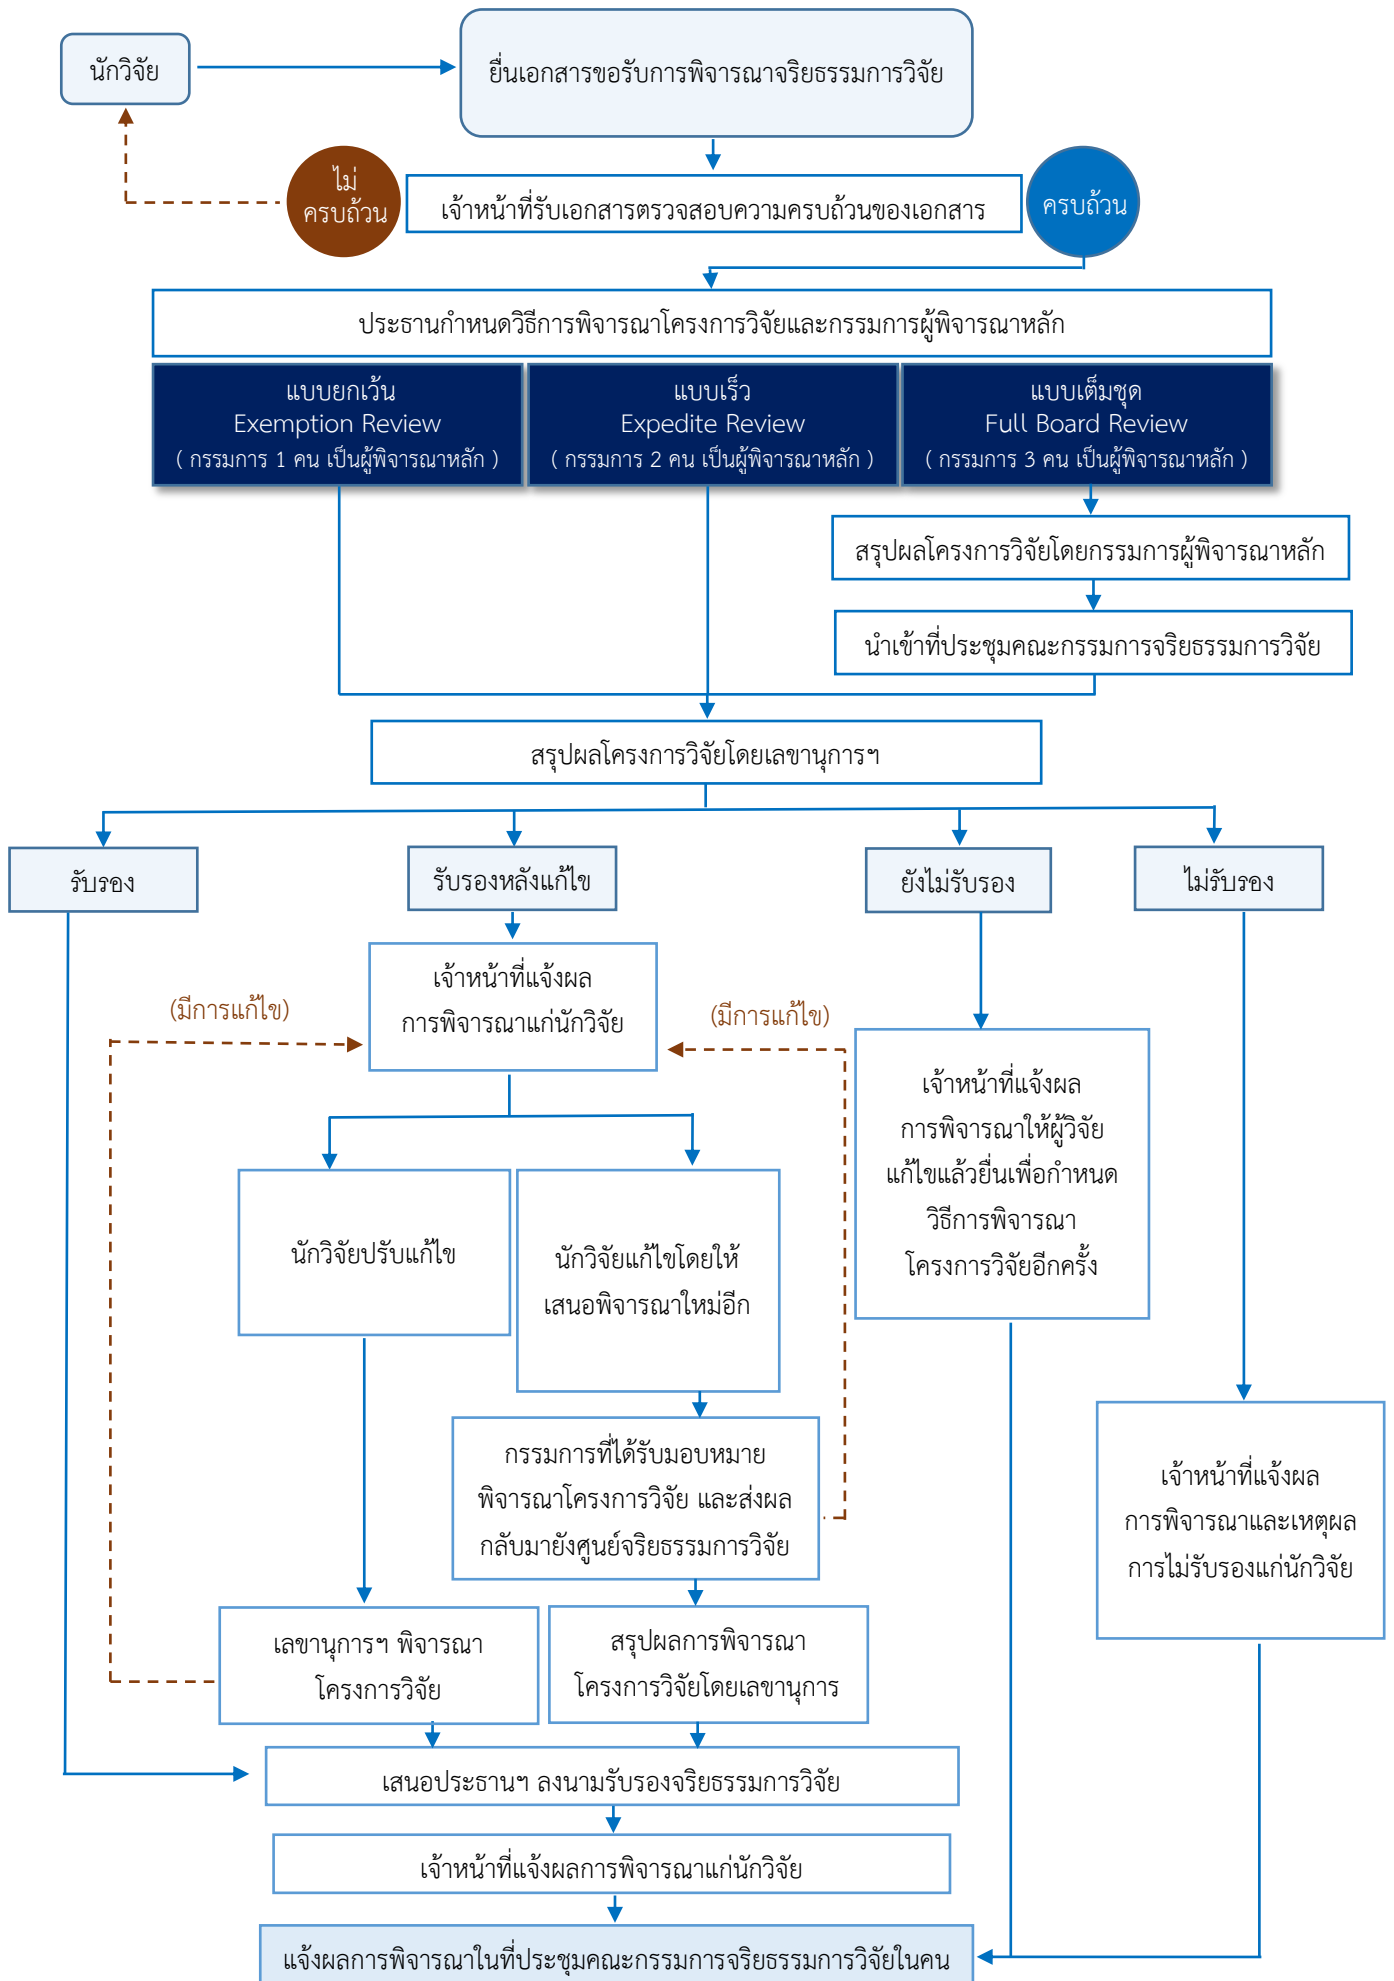 นักวิจัย
ยื่นเอกสารขอรับการพิจารณาจริยธรรมการวิจัย
ไม่
ครบถ้วน
เจ้าหน้าที่รับเอกสารตรวจสอบความครบถ้วนของเอกสาร
ครบถ้วน
ประธานกำหนดวิธีการพิจารณาโครงการวิจัยและกรรมการผู้พิจารณาหลัก
แบบยกเว้น
Exemption Review
( กรรมการ 1 คน เป็นผู้พิจารณาหลัก )
แบบเร็ว
Expedite Review
( กรรมการ 2 คน เป็นผู้พิจารณาหลัก )
แบบเต็มชุด
Full Board Review
( กรรมการ 3 คน เป็นผู้พิจารณาหลัก )
สรุปผลโครงการวิจัยโดยกรรมการผู้พิจารณาหลัก
นำเข้าที่ประชุมคณะกรรมการจริยธรรมการวิจัย
สรุปผลโครงการวิจัยโดยเลขานุการฯ
รับรอง
รับรองหลังแก้ไข
ยังไม่รับรอง
ไม่รับรอง
เจ้าหน้าที่แจ้งผล
การพิจารณาแก่นักวิจัย
(มีการแก้ไข)
(มีการแก้ไข)
เจ้าหน้าที่แจ้งผล
การพิจารณาให้ผู้วิจัย
แก้ไขแล้วยื่นเพื่อกำหนด
วิธีการพิจารณา
โครงการวิจัยอีกครั้ง
นักวิจัยปรับแก้ไข
นักวิจัยแก้ไขโดยให้
เสนอพิจารณาใหม่อีก
กรรมการที่ได้รับมอบหมาย
พิจารณาโครงการวิจัย และส่งผล
กลับมายังศูนย์จริยธรรมการวิจัย
เจ้าหน้าที่แจ้งผล
การพิจารณาและเหตุผล
การไม่รับรองแก่นักวิจัย
เลขานุการฯ พิจารณา
โครงการวิจัย
สรุปผลการพิจารณา
โครงการวิจัยโดยเลขานุการ
เสนอประธานฯ ลงนามรับรองจริยธรรมการวิจัย
เจ้าหน้าที่แจ้งผลการพิจารณาแก่นักวิจัย
แจ้งผลการพิจารณาในที่ประชุมคณะกรรมการจริยธรรมการวิจัยในคน